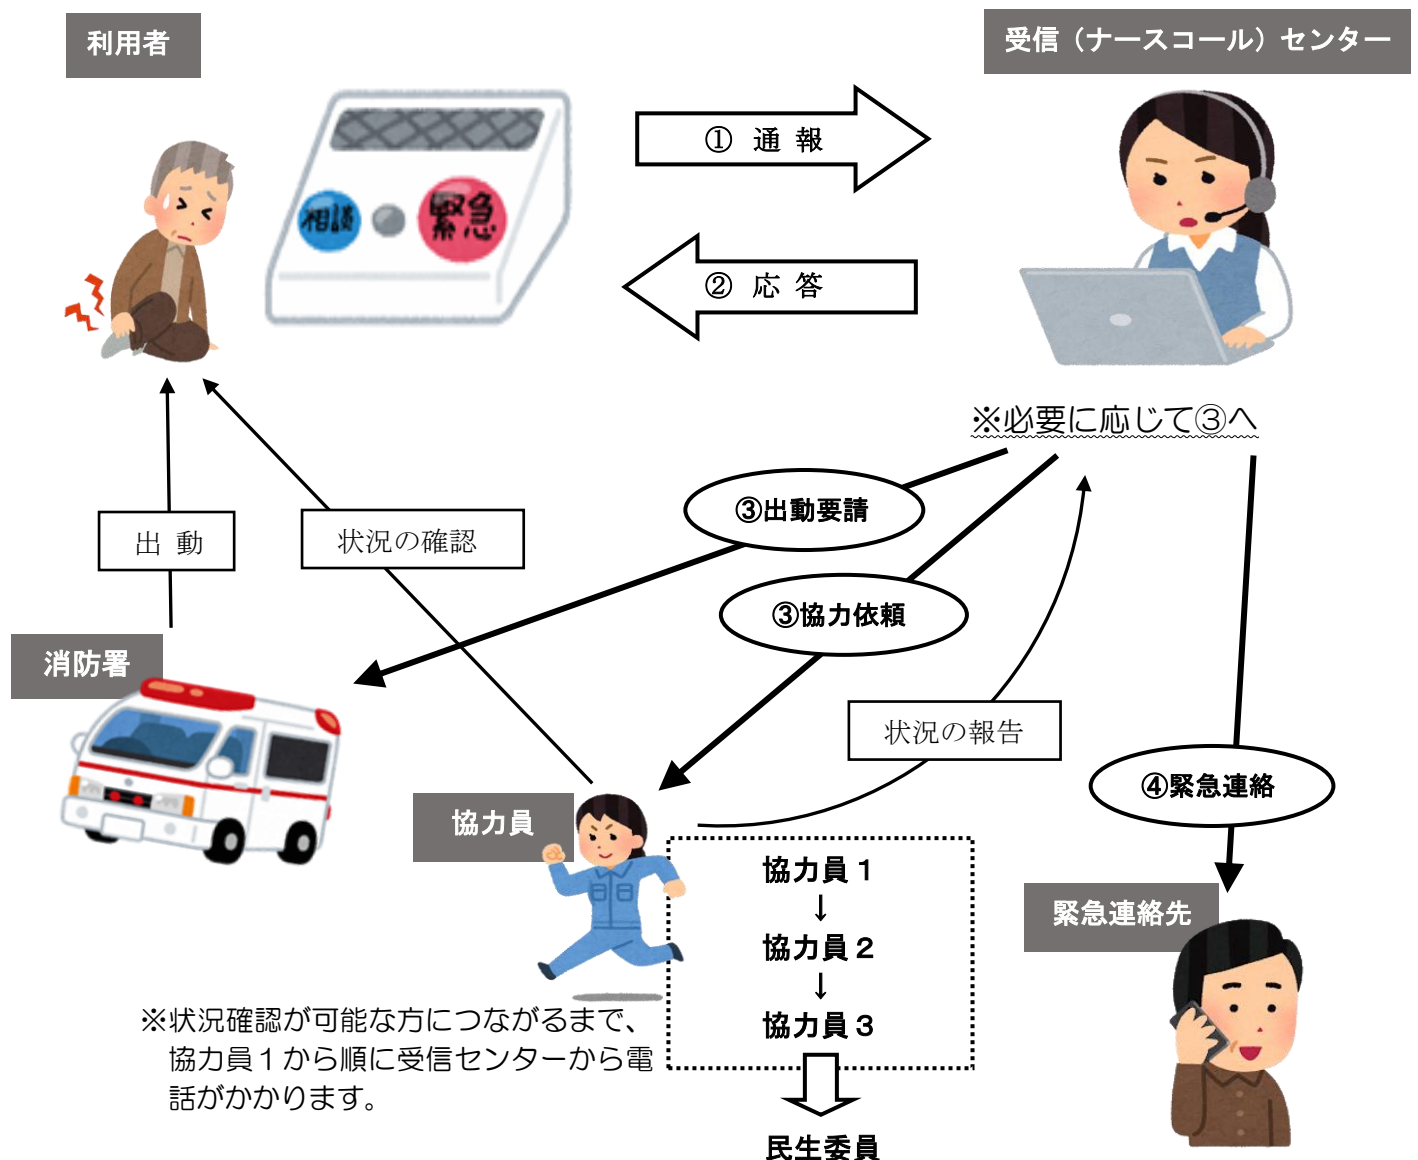 利用者
受信（ナースコール）センター
① 通 報
相談
緊急
② 応 答
※必要に応じて③へ
③出動要請
出 動
状況の確認
③協力依頼
消防署
状況の報告
④緊急連絡
協力員
協力員１
↓
協力員２
↓
協力員３
緊急連絡先
※状況確認が可能な方につながるまで、
協力員１から順に受信センターから電
話がかかります。
民生委員